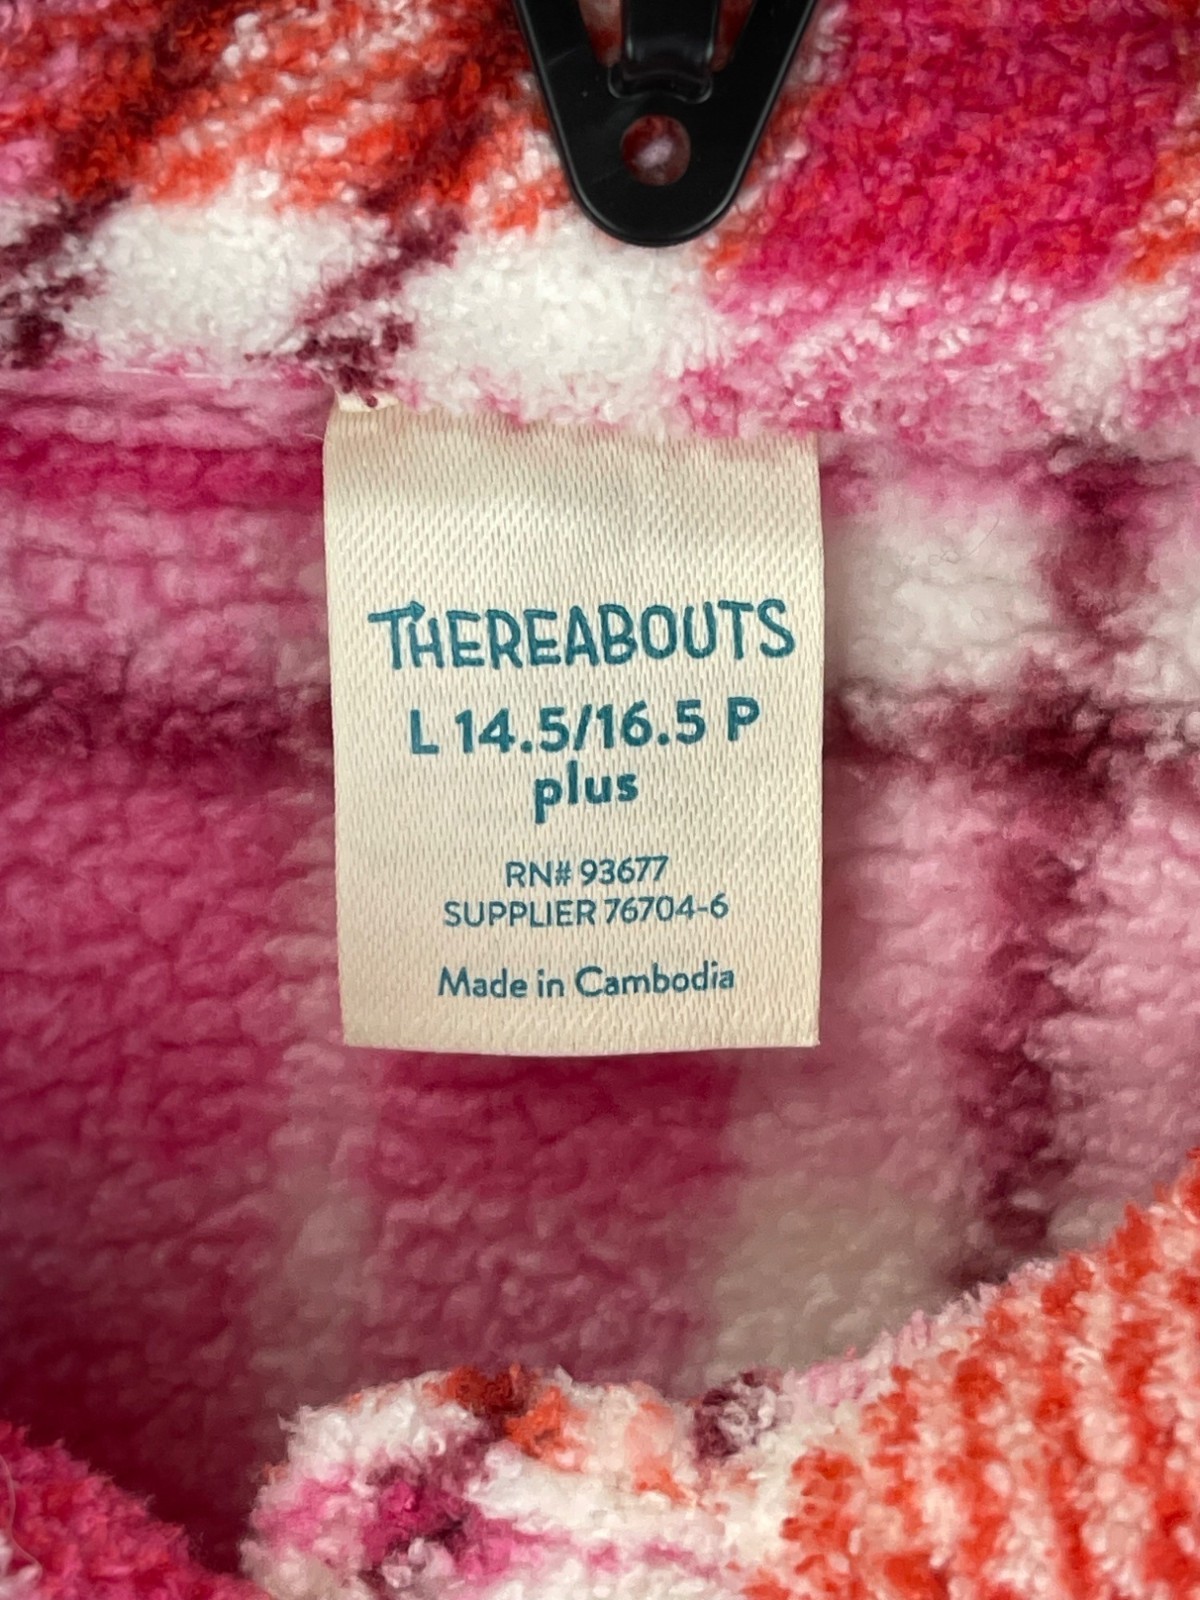 THEREABOUTS
L 14.5/16.5 P
plus
RN# 93677
SUPPLIER 76704-6
Made in Cambodia